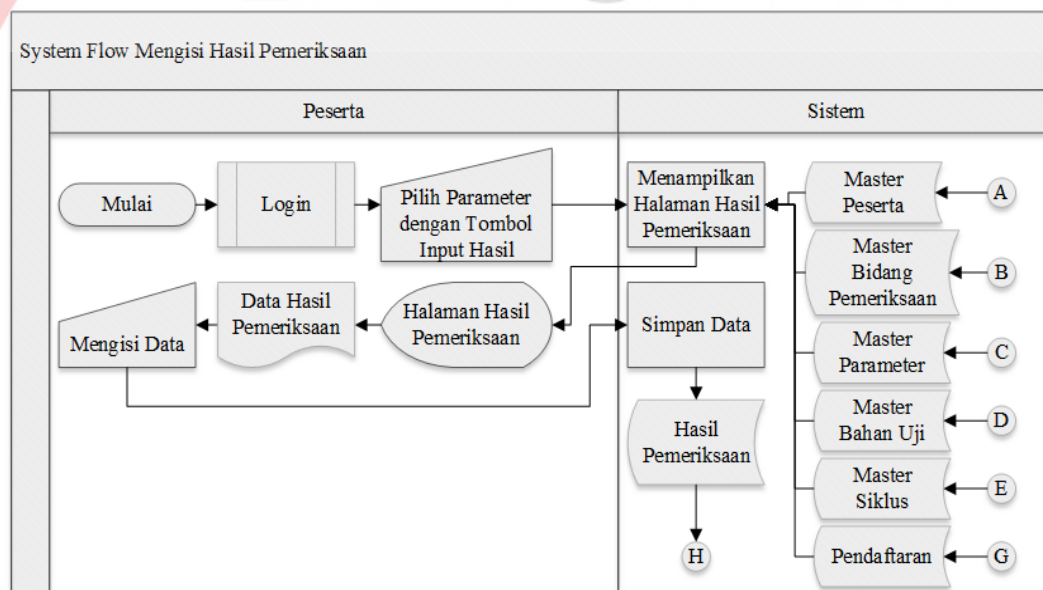 System Flow Mengisi Hasil Pemeriksaan
Peserta
Sistem
Mulai
Login
Pilih Parameter
dengan Tombol
Input Hasil
Menampilkan
Halaman Hasil
Pemeriksaan
Master
Peserta
A
Master
Bidang
Pemeriksaan
B
Mengisi Data
Data Hasil
Pemeriksaan
Halaman Hasil
Pemeriksaan
Simpan Data
Master
Parameter
C
Hasil
Pemeriksaan
Master
Bahan Uji
D
Master
Siklus
E
H
Pendaftaran
G